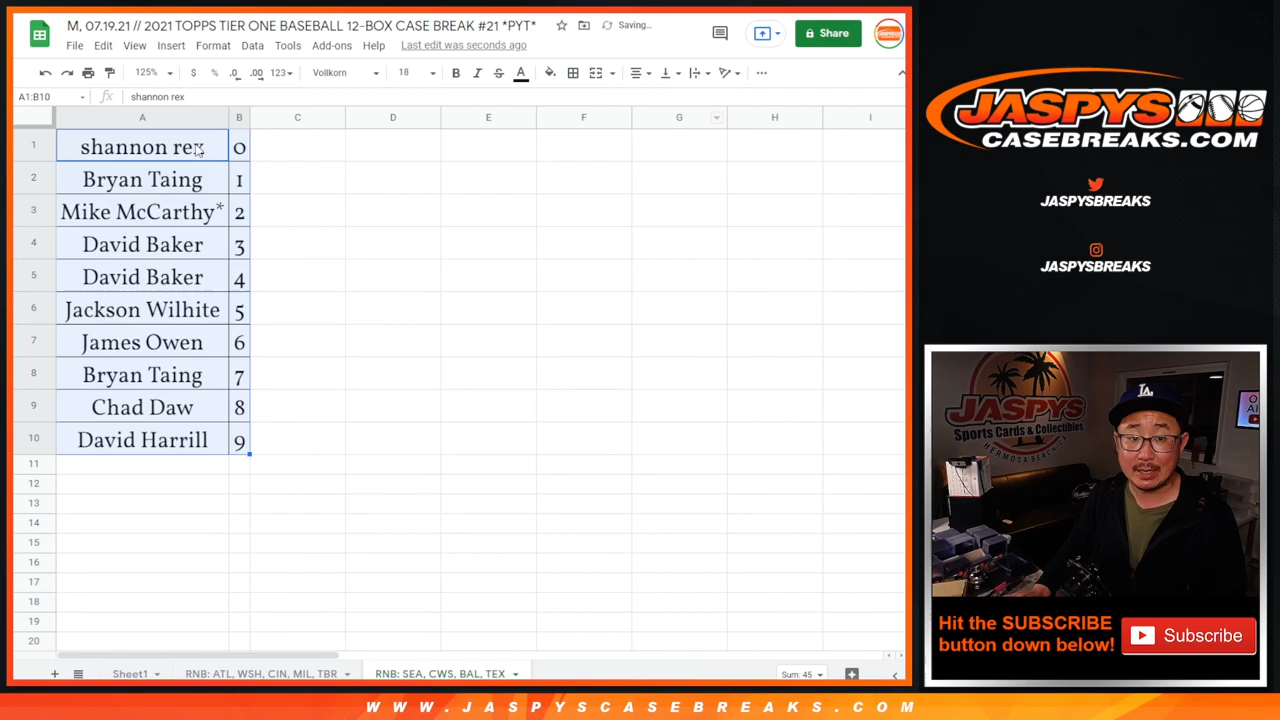 M, 07.19.21 // 2021 TOPPS TIER ONE BASEBALL 12-BOX CASE BREAK #21 *PYT*
Saving...
File Edit View Insert Format Data Tools Add-ons Help Last edit was seconds ago
Share
125% $ % .0 .00 123 Vollkorn 18 B I S A
A1:B10 fx shannon rex
A B C D E F G H I
1 shannon rex 0
2 Bryan Taing 1
3 Mike McCarthy* 2
4 David Baker 3
5 David Baker 4
6 Jackson Wilhite 5
7 James Owen 6
8 Bryan Taing 7
9 Chad Daw 8
10 David Harrill 9
11
12
13
14
15
16
17
18
19
20
Sheet1 RNB: ATL, WSH, CIN, MIL, TBR RNB: SEA, CWS, BAL, TEX Sum: 45
JASPYS
CASEBREAKS.COM
JASPYSBREAKS
JASPYSBREAKS
JASPYS
Sports Cards & Collectibles
HERMOSA BEACH, CA
LA
Hit the SUBSCRIBE
button down below!
Subscribe
WWW.JASPYSCASEBREAKS.COM